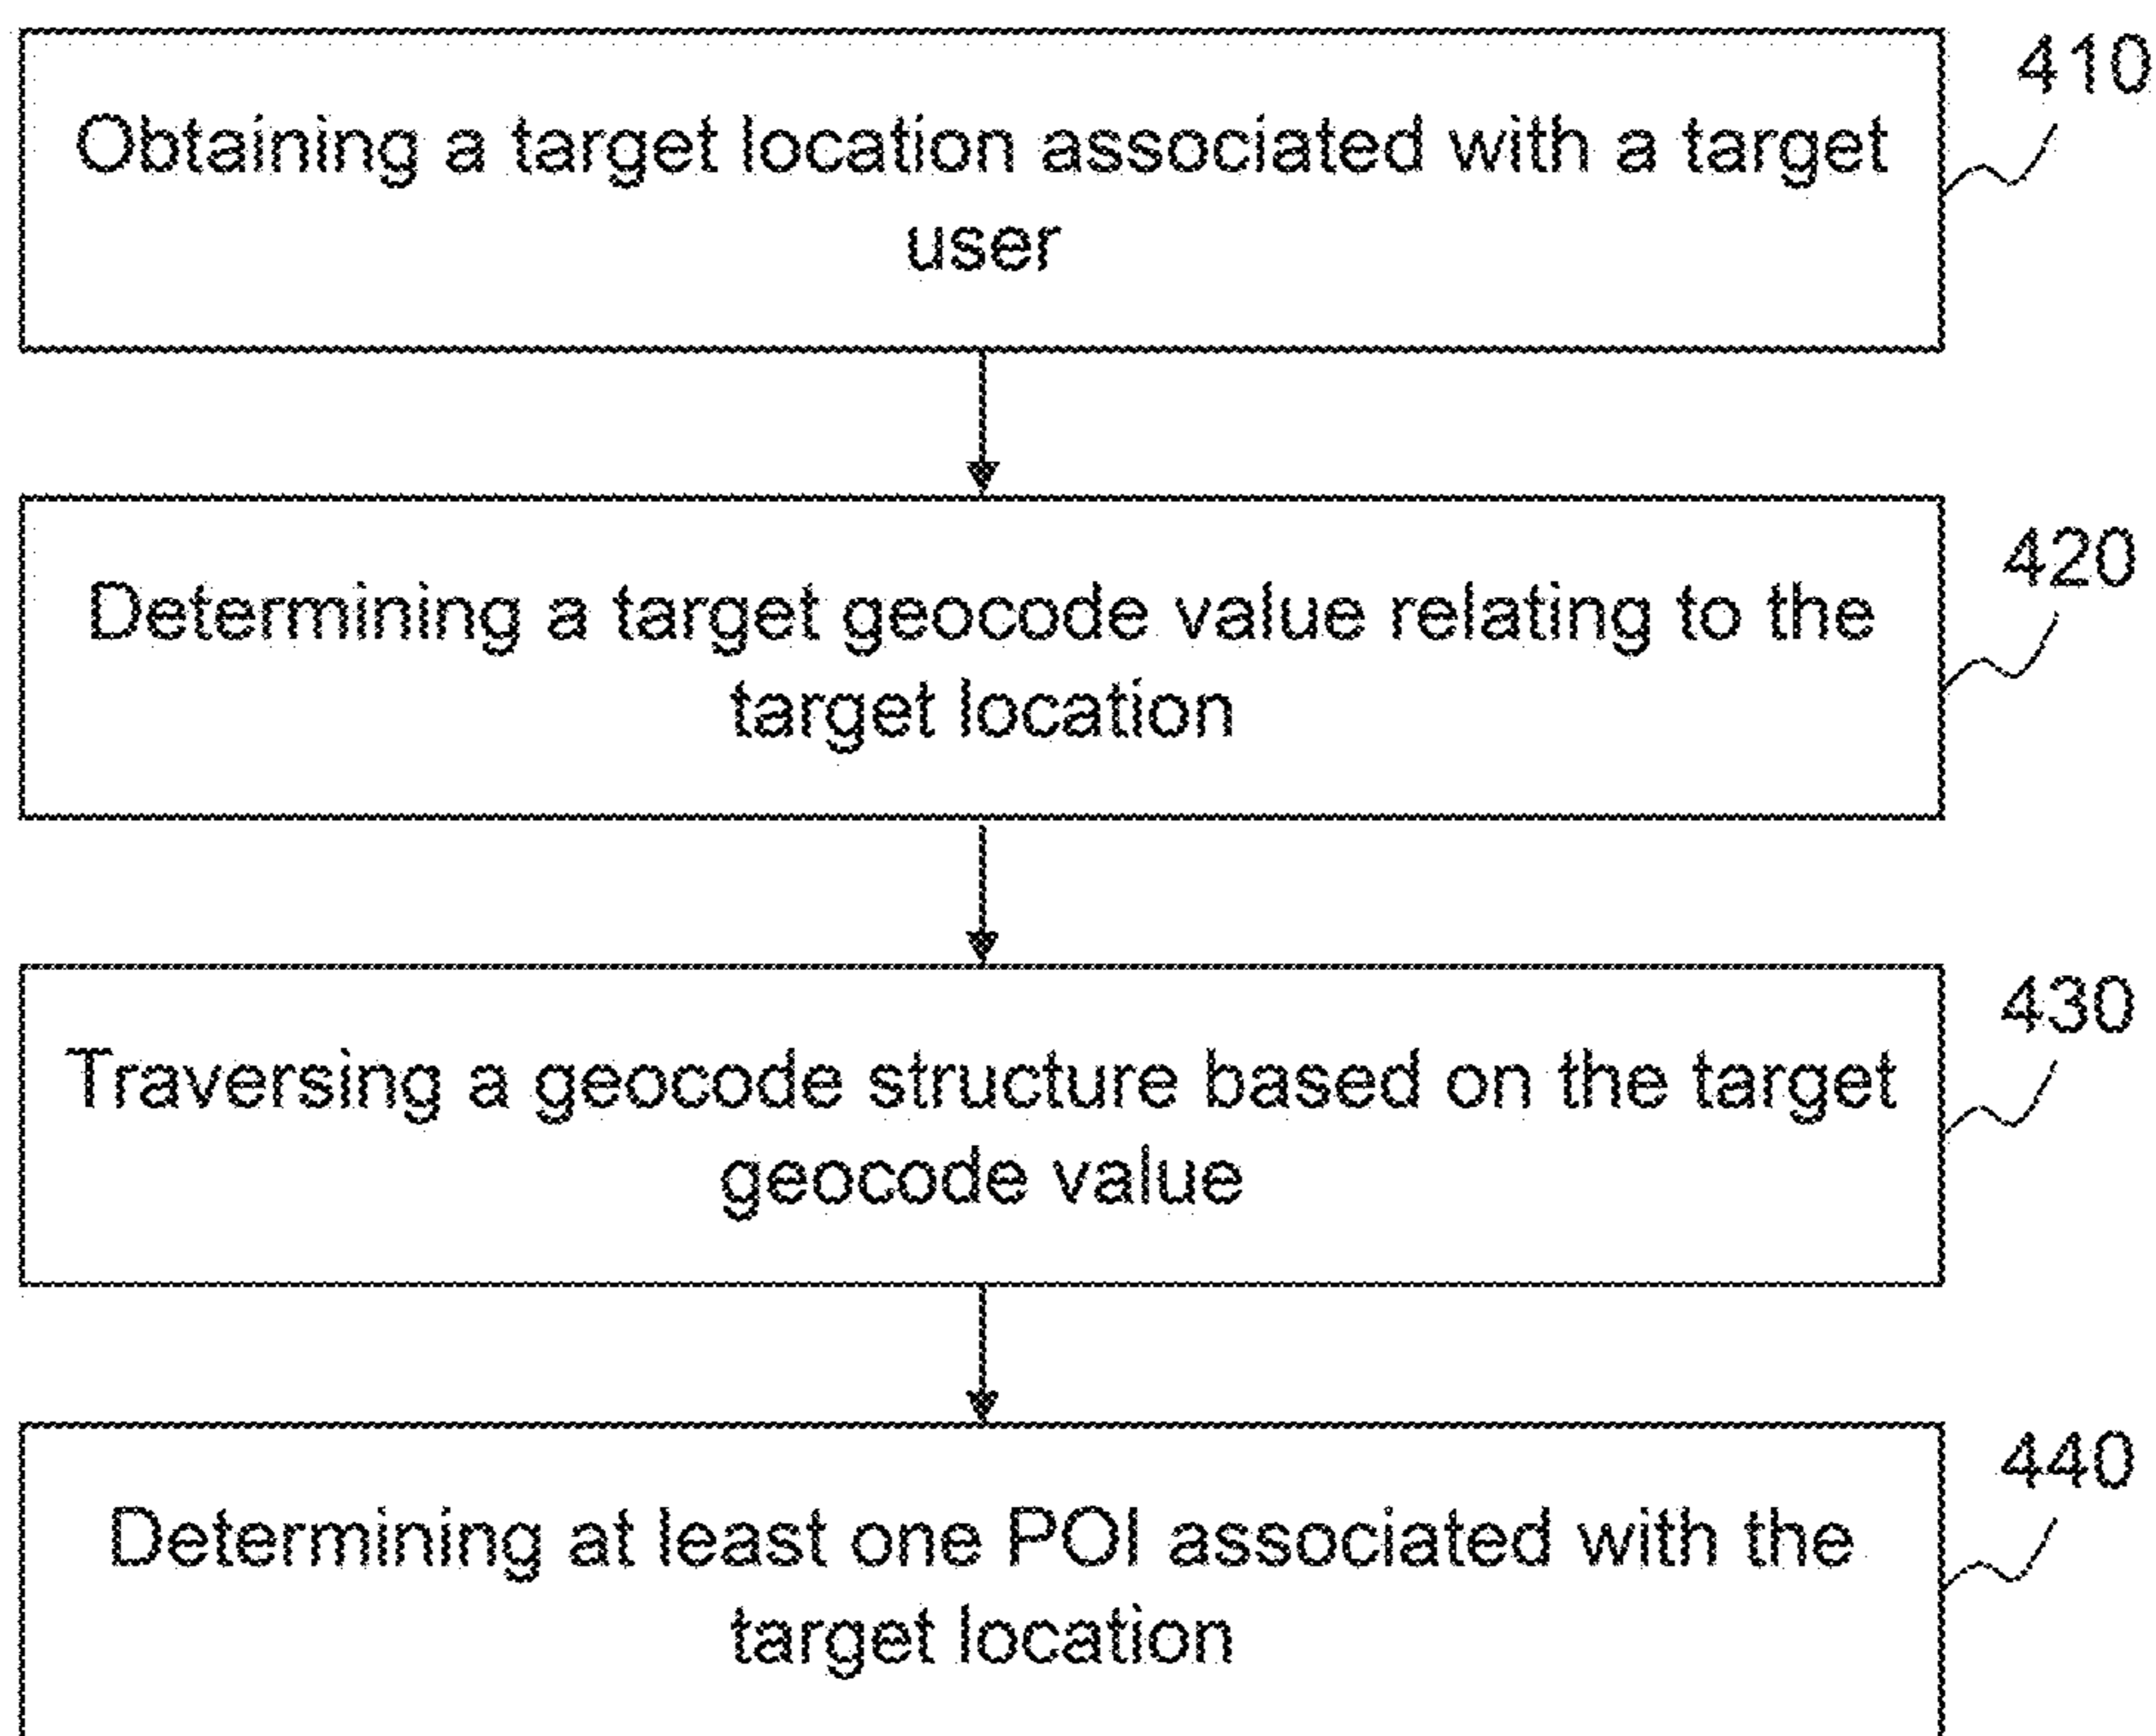 410
Obtaining a target location associated with a target
user
420
Determining a target geocode value relating to the
target location
430
Traversing a geocode structure based on the target
geocode value
440
Determining at least one POI associated with the
target location